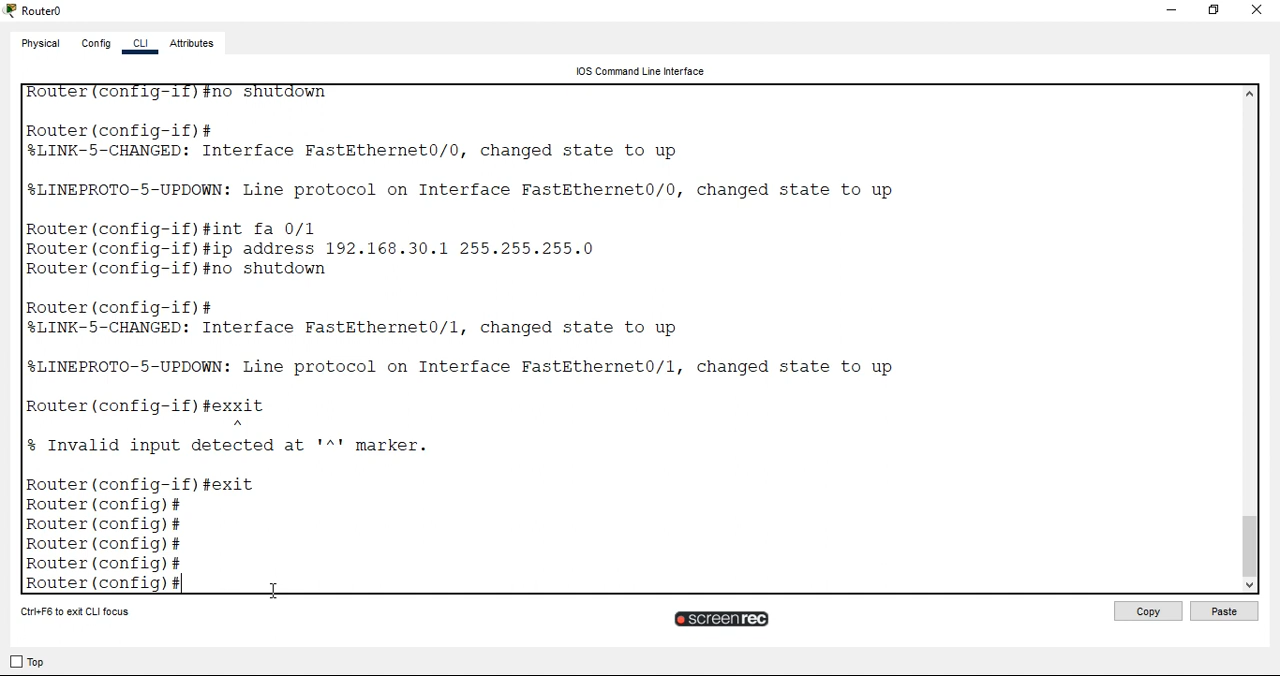 Router0
Physical Config CLI Attributes
IOS Command Line Interface
Router(config-if)#no shutdown
Router(config-if)#
%LINK-5-CHANGED: Interface FastEthernet0/0, changed state to up
%LINEPROTO-5-UPDOWN: Line protocol on Interface FastEthernet0/0, changed state to up
Router(config-if)#int fa 0/1
Router(config-if)#ip address 192.168.30.1 255.255.255.0
Router(config-if)#no shutdown
Router(config-if)#
%LINK-5-CHANGED: Interface FastEthernet0/1, changed state to up
%LINEPROTO-5-UPDOWN: Line protocol on Interface FastEthernet0/1, changed state to up
Router(config-if)#exxit
^
% Invalid input detected at '^' marker.
Router(config-if)#exit
Router(config)#
Router(config)#
Router(config)#
Router(config)#
Router(config)#
Ctrl+F6 to exit CLI focus
screenrec
Copy Paste
Top